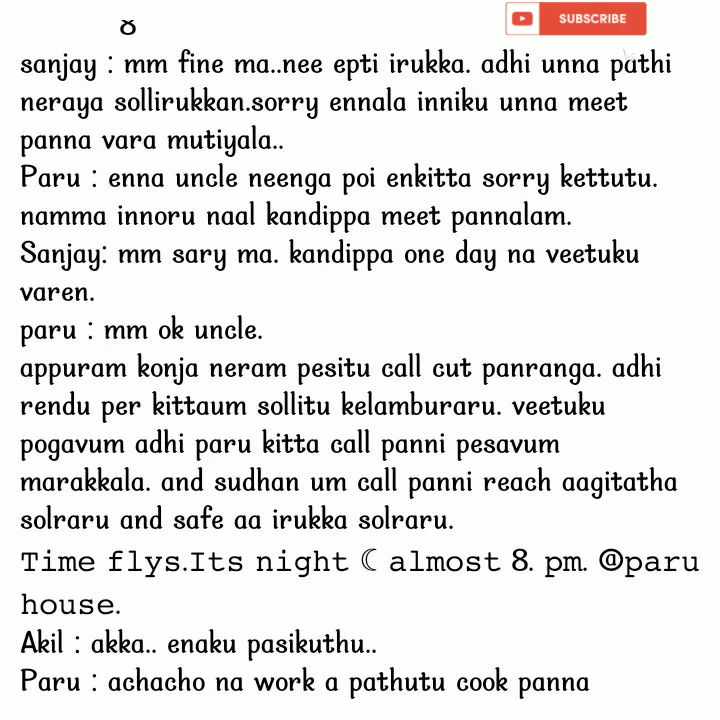 SUBSCRIBE
sanjay : mm fine ma..nee epti irukka. adhi unna pathi
neraya sollirukkan.sorry ennala inniku unna meet
panna vara mutiyala..
Paru : enna uncle neenga poi enkitta sorry kettutu.
namma innoru naal kandippa meet pannalam.
Sanjay: mm sary ma. kandippa one day na veetuku
varen.
paru : mm ok uncle.
appuram konja neram pesitu call cut panranga. adhi
rendu per kittaum sollitu kelamburaru. veetuku
pogavum adhi paru kitta call panni pesavum
marakkala. and sudhan um call panni reach aagitatha
solraru and safe aa irukka solraru.
Time flys.Its night ☾ almost 8. pm. @paru
house.
Akil : akka.. enaku pasikuthu..
Paru : achacho na work a pathutu cook panna